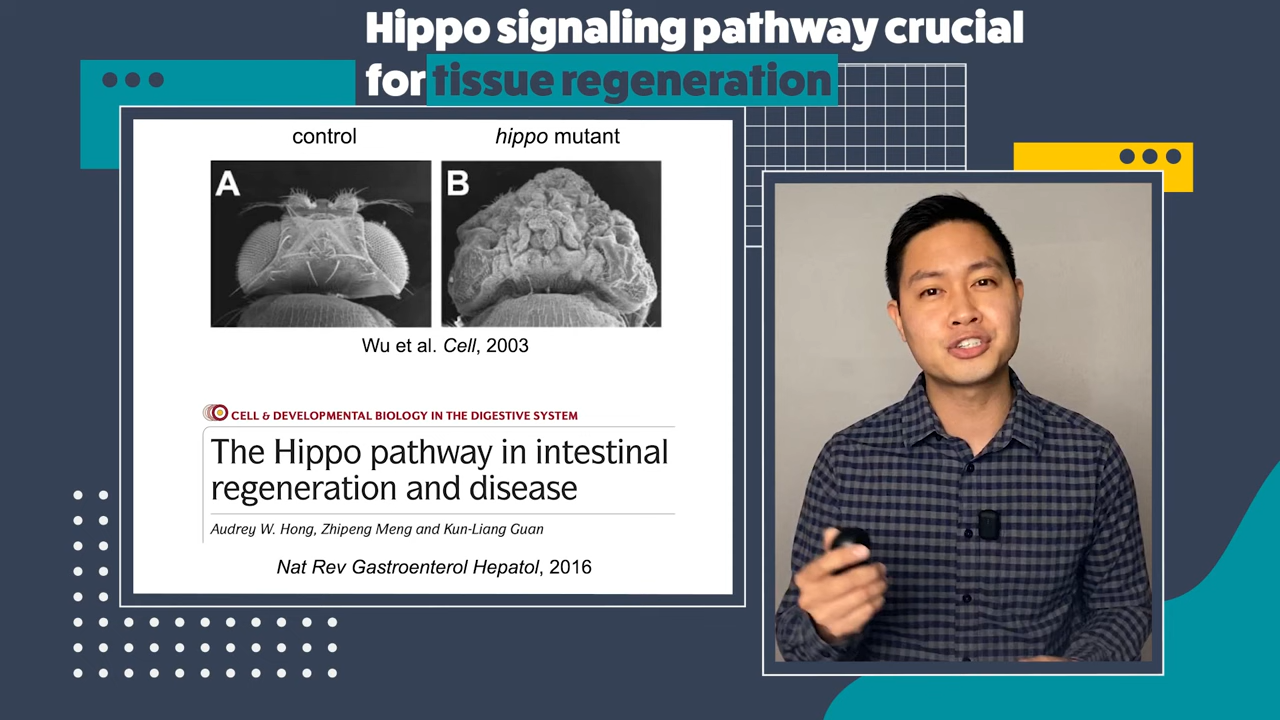 Hippo signaling pathway crucial
for tissue regeneration
control
hippo mutant
A
B
Wu et al. Cell, 2003
CELL & DEVELOPMENTAL BIOLOGY IN THE DIGESTIVE SYSTEM
The Hippo pathway in intestinal
regeneration and disease
Audrey W. Hong, Zhipeng Meng and Kun-Liang Guan
Nat Rev Gastroenterol Hepatol, 2016